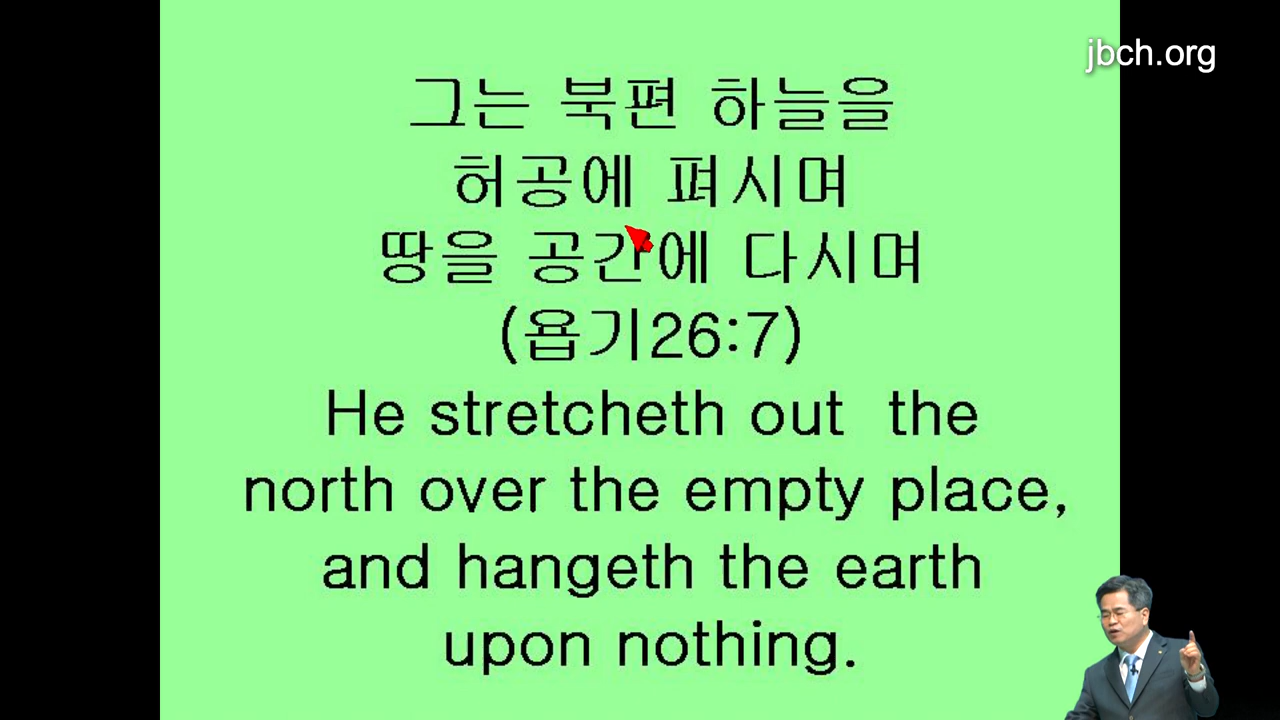 jbch.org
그는 북편 하늘을
허공에 펴시며
땅을 공간에 다시며
(욥기26:7)
He stretcheth out  the
north over the empty place,
and hangeth the earth
upon nothing.